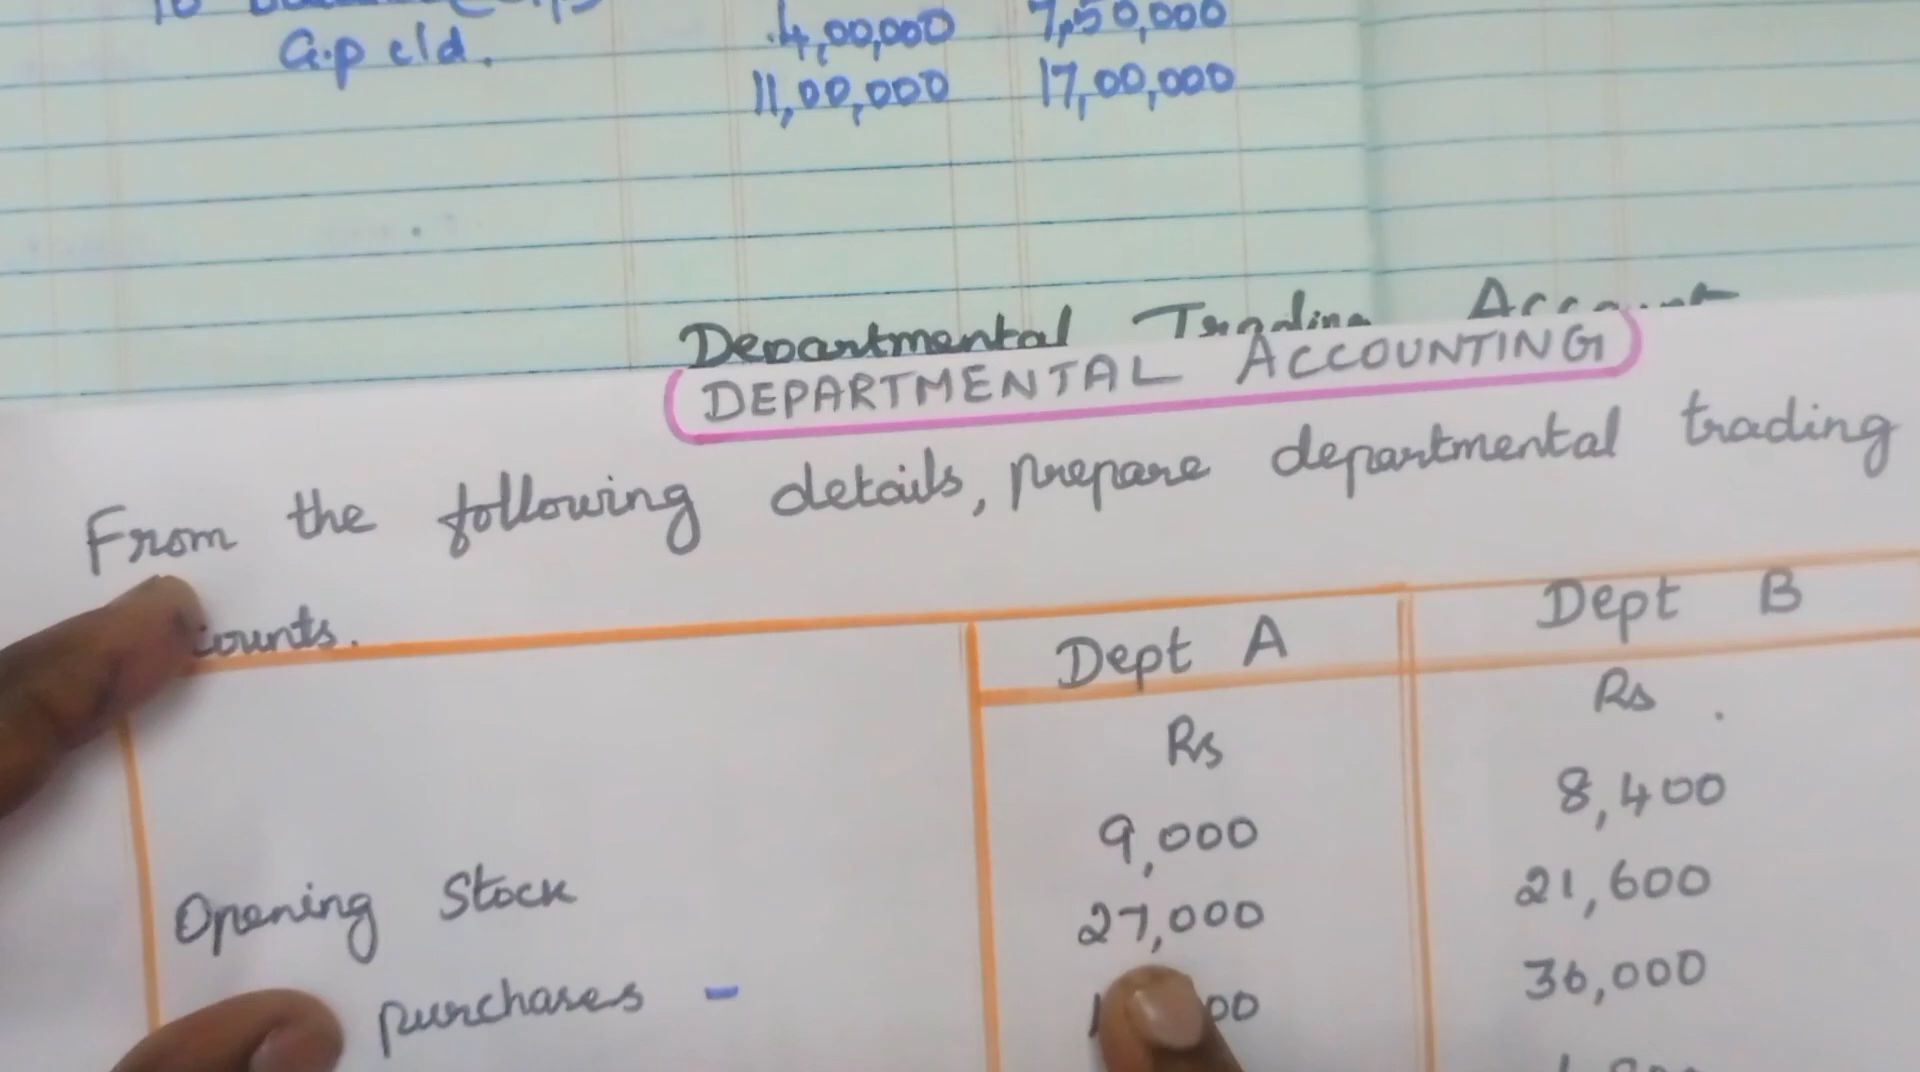 G.p c/d.
4,00,000 7,50,000
11,00,000 17,00,000
Departmental Trading Account
DEPARTMENTAL ACCOUNTING
From the following details, prepare departmental trading
counts.
Dept A Dept B
Rs Rs.
Opening Stock 9,000 8,400
purchases - 27,000 21,600
36,000